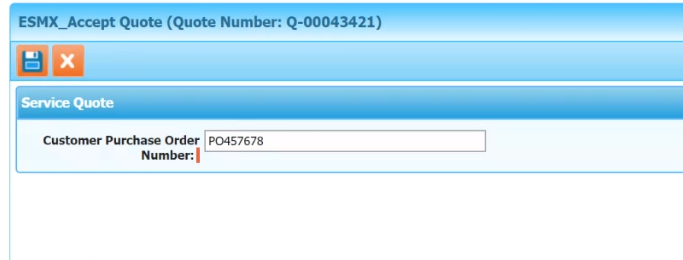 ESMX_Accept Quote (Quote Number: Q-00043421)
Service Quote
Customer Purchase Order
Number:
PO457678